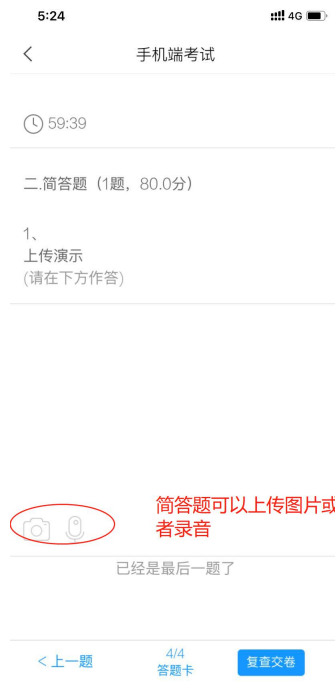 5:24
4G
手机端考试
59:39
二.简答题（1题，80.0分）
1、
上传演示
(请在下方作答)
简答题可以上传图片或
者录音
已经是最后一题了
<上一题
4/4
答题卡
复查交卷